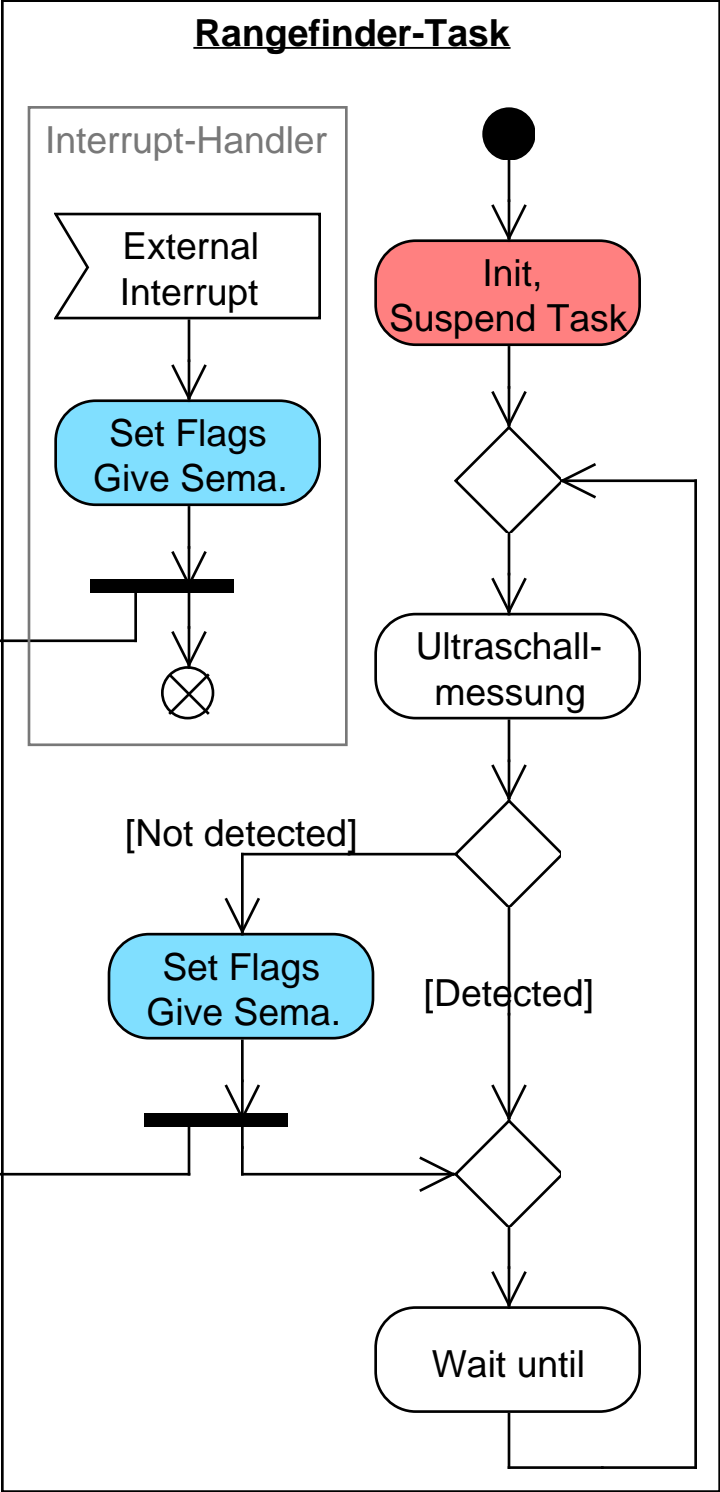 Rangefinder-Task
Interrupt-Handler
External
Interrupt
Set Flags
Give Sema.
Init,
Suspend Task
Ultraschall-
messung
[Not detected]
Set Flags
Give Sema.
[Detected]
Wait until